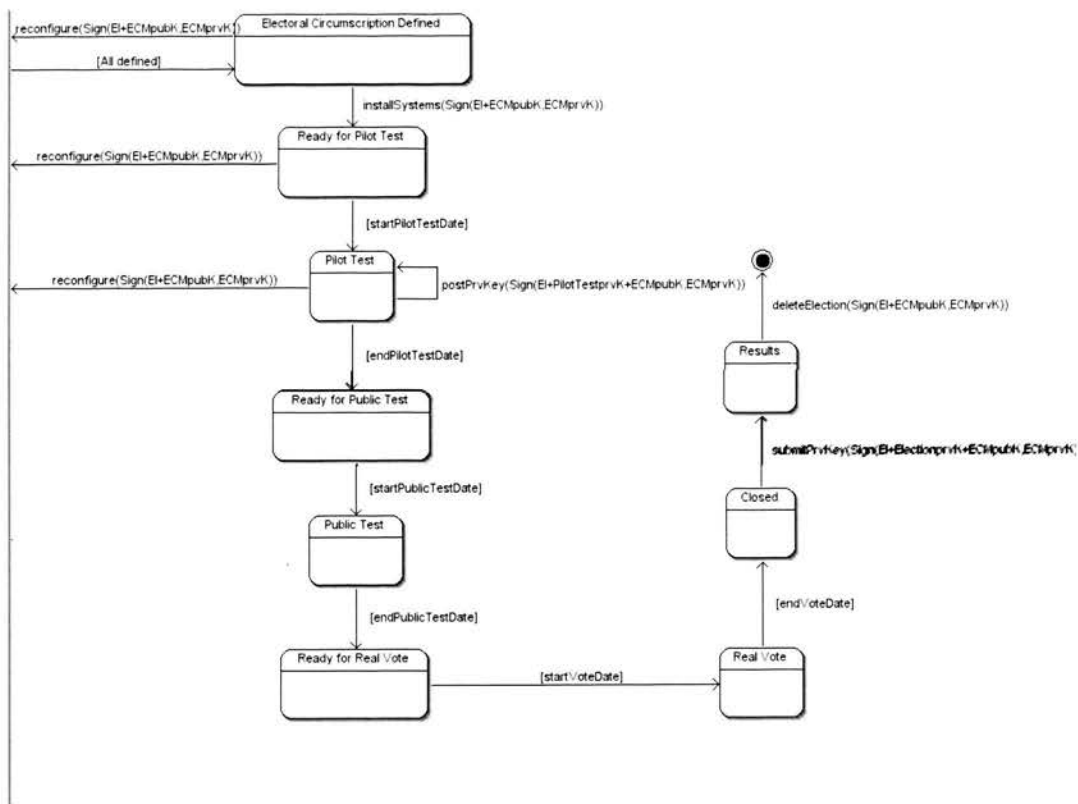 Electoral Circumscription Defined
reconfigure(Sign(EI+ECMpubK,ECMprvK))
[All defined]
installSystems(Sign(EI+ECMpubK,ECMprvK))
Ready for Pilot Test
reconfigure(Sign(EI+ECMpubK,ECMprvK))
[startPilotTestDate]
Pilot Test
reconfigure(Sign(EI+ECMpubK,ECMprvK))
postPrvKey(Sign(EI+PilotTestprvK+ECMpubK,ECMprvK))
[endPilotTestDate]
Ready for Public Test
[startPublicTestDate]
Public Test
[endPublicTestDate]
Ready for Real Vote
[startVoteDate]
Real Vote
[endVoteDate]
Closed
submitPrvKey(Sign(EI+ElectionprvK+ECMpubK,ECMprvK)
Results
deleteElection(Sign(EI+ECMpubK,ECMprvK))